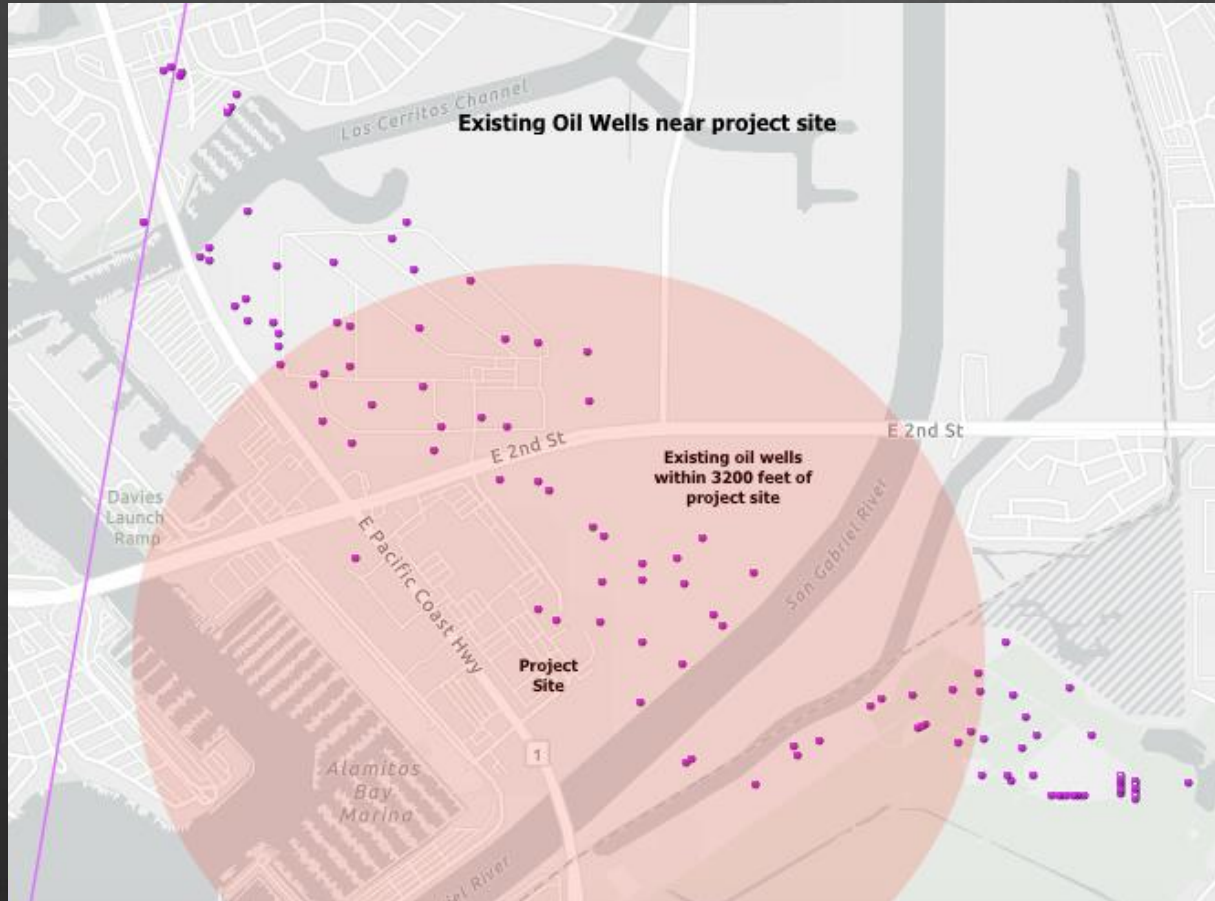 Los Cerritos Channel
Existing Oil Wells near project site
E 2nd St
E 2nd St
Existing oil wells
within 3200 feet of
project site
Davies
Launch
Ramp
E Pacific Coast Hwy
San Gabriel River
Project
Site
1
Alamitos
Bay
Marina
River